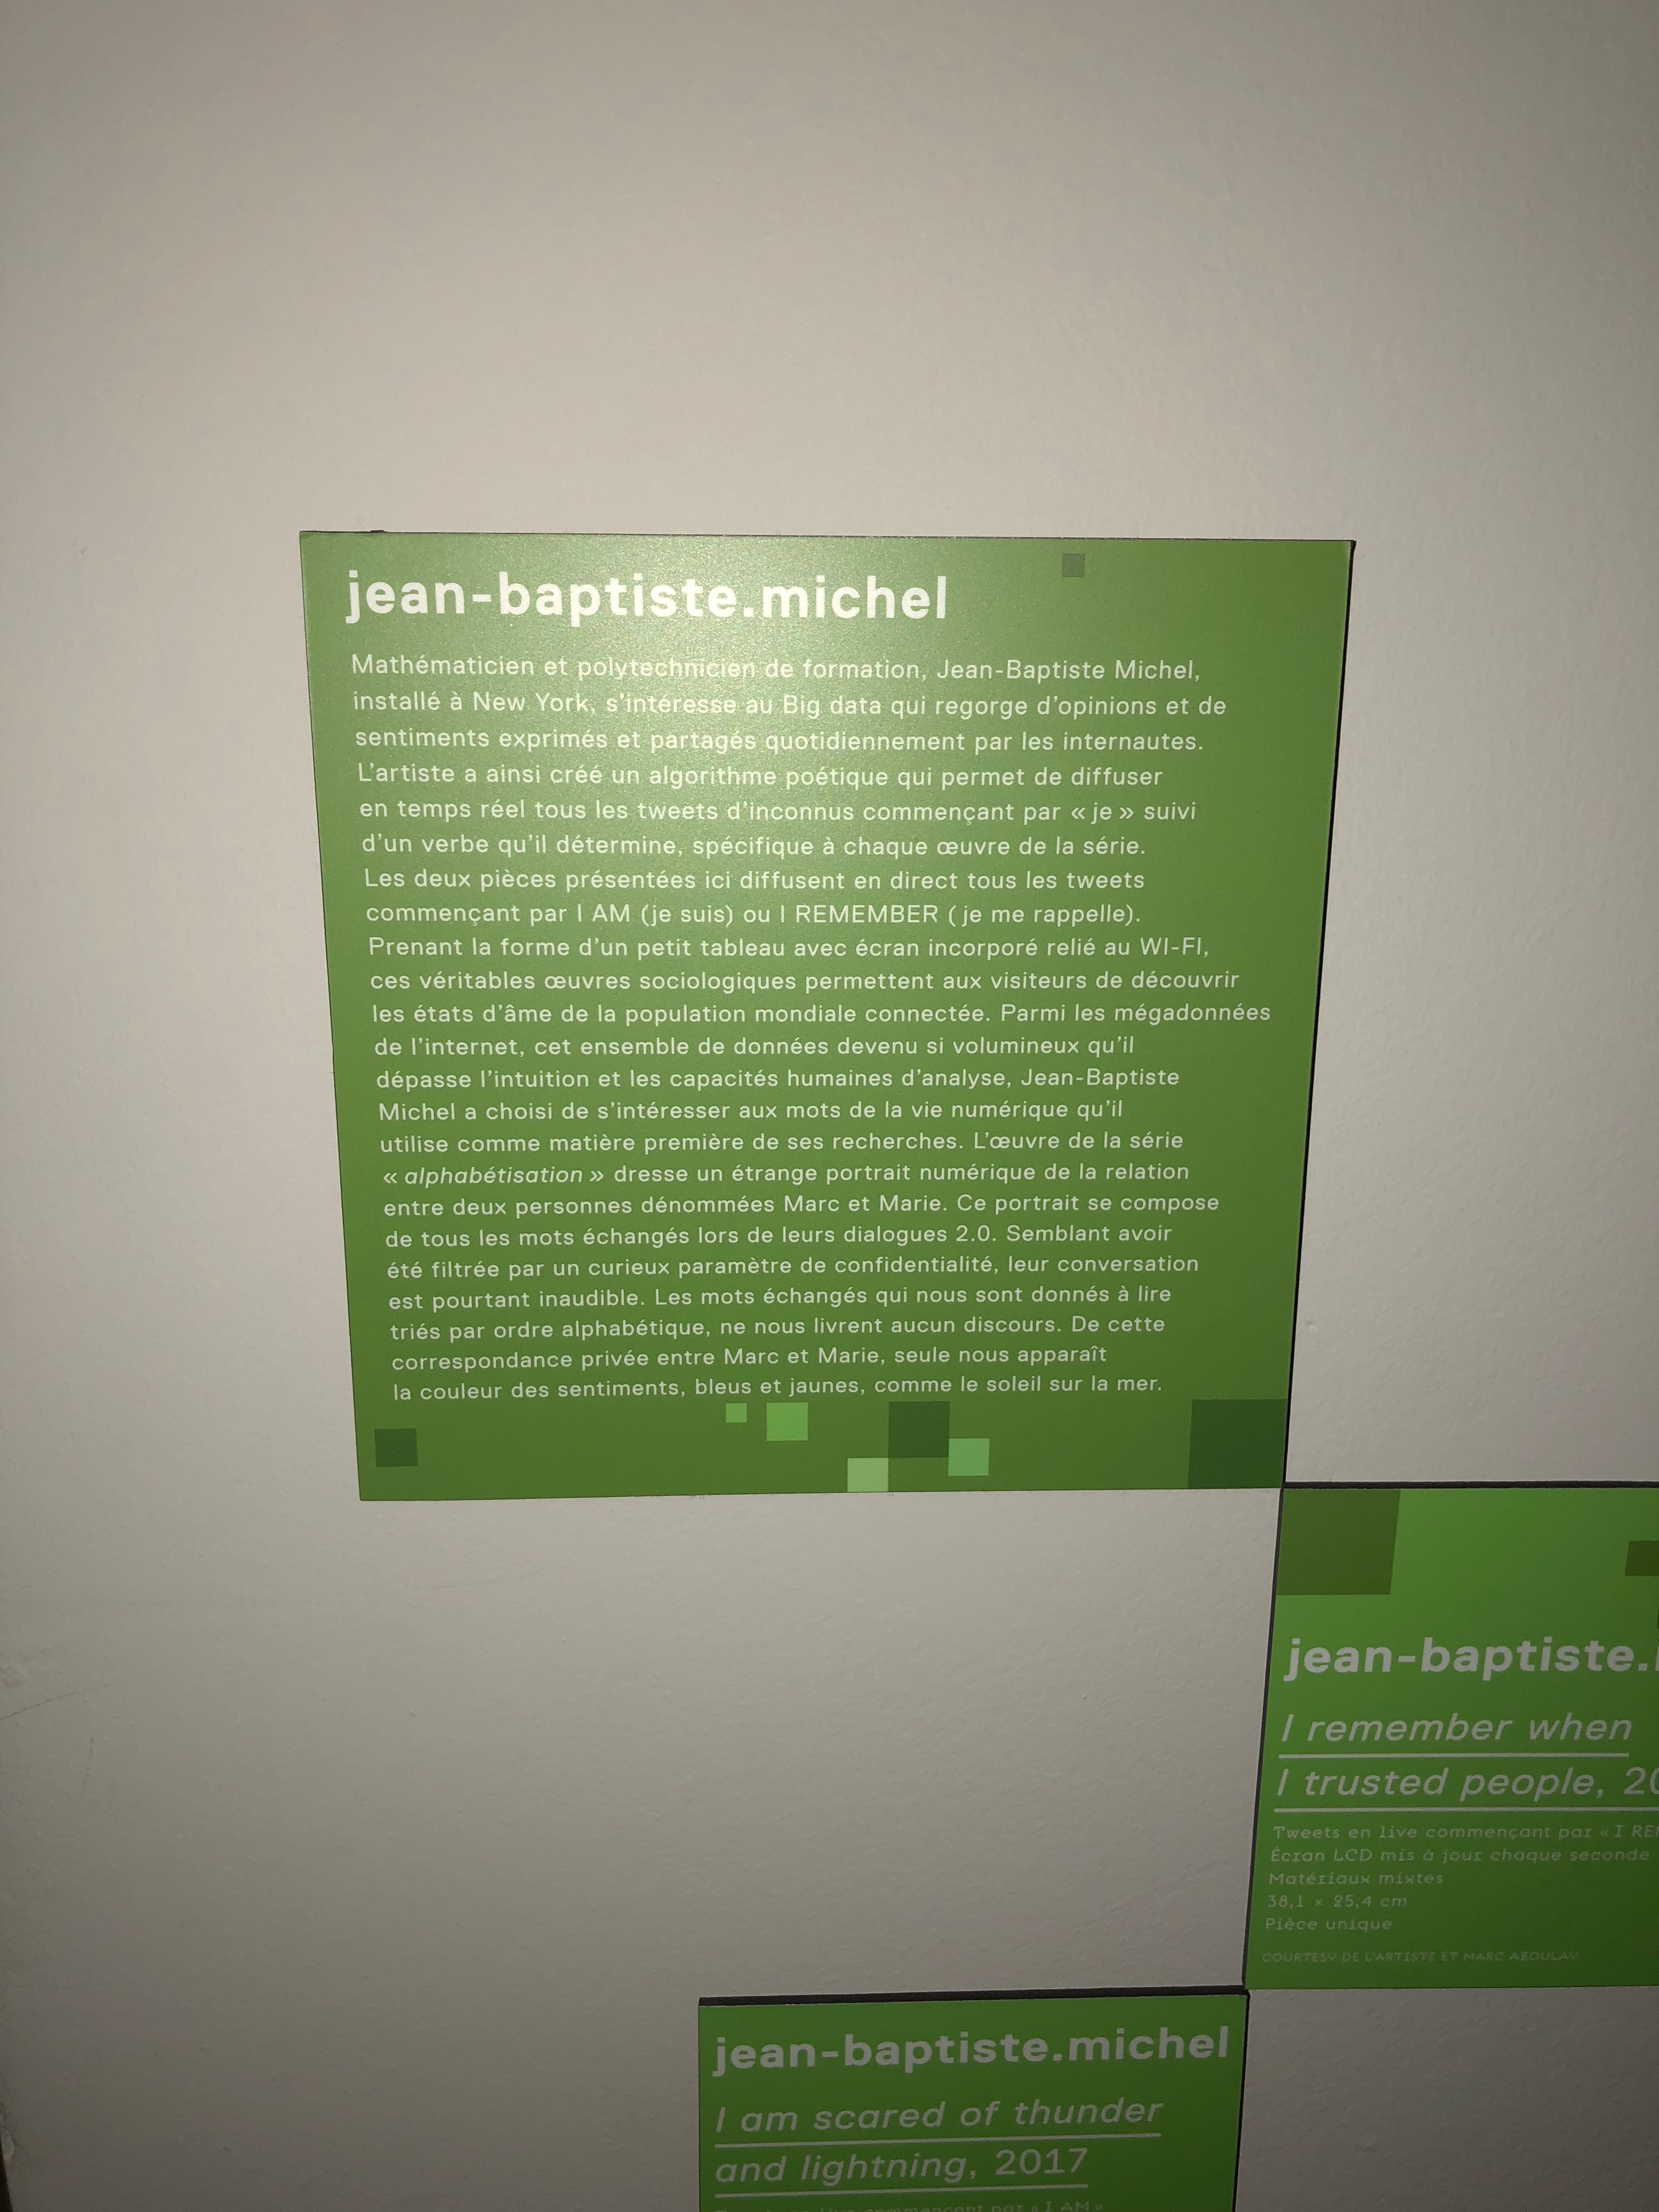 jean-baptiste.michel
Mathématicien et polytechnicien de formation, Jean-Baptiste Michel,
installé à New York, s'intéresse au Big data qui regorge d'opinions et de
sentiments exprimés et partagés quotidiennement par les internautes.
L'artiste a ainsi créé un algorithme poétique qui permet de diffuser
en temps réel tous les tweets d'inconnus commençant par « je » suivi
d'un verbe qu'il détermine, spécifique à chaque œuvre de la série.
Les deux pièces présentées ici diffusent en direct tous les tweets
commençant par I AM (je suis) ou I REMEMBER (je me rappelle).
Prenant la forme d'un petit tableau avec écran incorporé relié au WI-FI,
ces véritables œuvres sociologiques permettent aux visiteurs de découvrir
les états d'âme de la population mondiale connectée. Parmi les mégadonnées
de l'internet, cet ensemble de données devenu si volumineux qu'il
dépasse l'intuition et les capacités humaines d'analyse, Jean-Baptiste
Michel a choisi de s'intéresser aux mots de la vie numérique qu'il
utilise comme matière première de ses recherches. L'œuvre de la série
« alphabétisation » dresse un étrange portrait numérique de la relation
entre deux personnes dénommées Marc et Marie. Ce portrait se compose
de tous les mots échangés lors de leurs dialogues 2.0. Semblant avoir
été filtrée par un curieux paramètre de confidentialité, leur conversation
est pourtant inaudible. Les mots échangés qui nous sont donnés à lire
triés par ordre alphabétique, ne nous livrent aucun discours. De cette
correspondance privée entre Marc et Marie, seule nous apparaît
la couleur des sentiments, bleus et jaunes, comme le soleil sur la mer.
jean-baptiste.
I remember when
I trusted people,
Tweets en live commençant par « I
Écran LCD mis à jour chaque seconde
Matériaux mixtes
38,1 × 25,4 cm
Pièce unique
COURTESY DE L'ARTISTE ET MARC ABOULAY
jean-baptiste.michel
I am scared of thunder
and lightning, 2017
live commençant par « I AM »